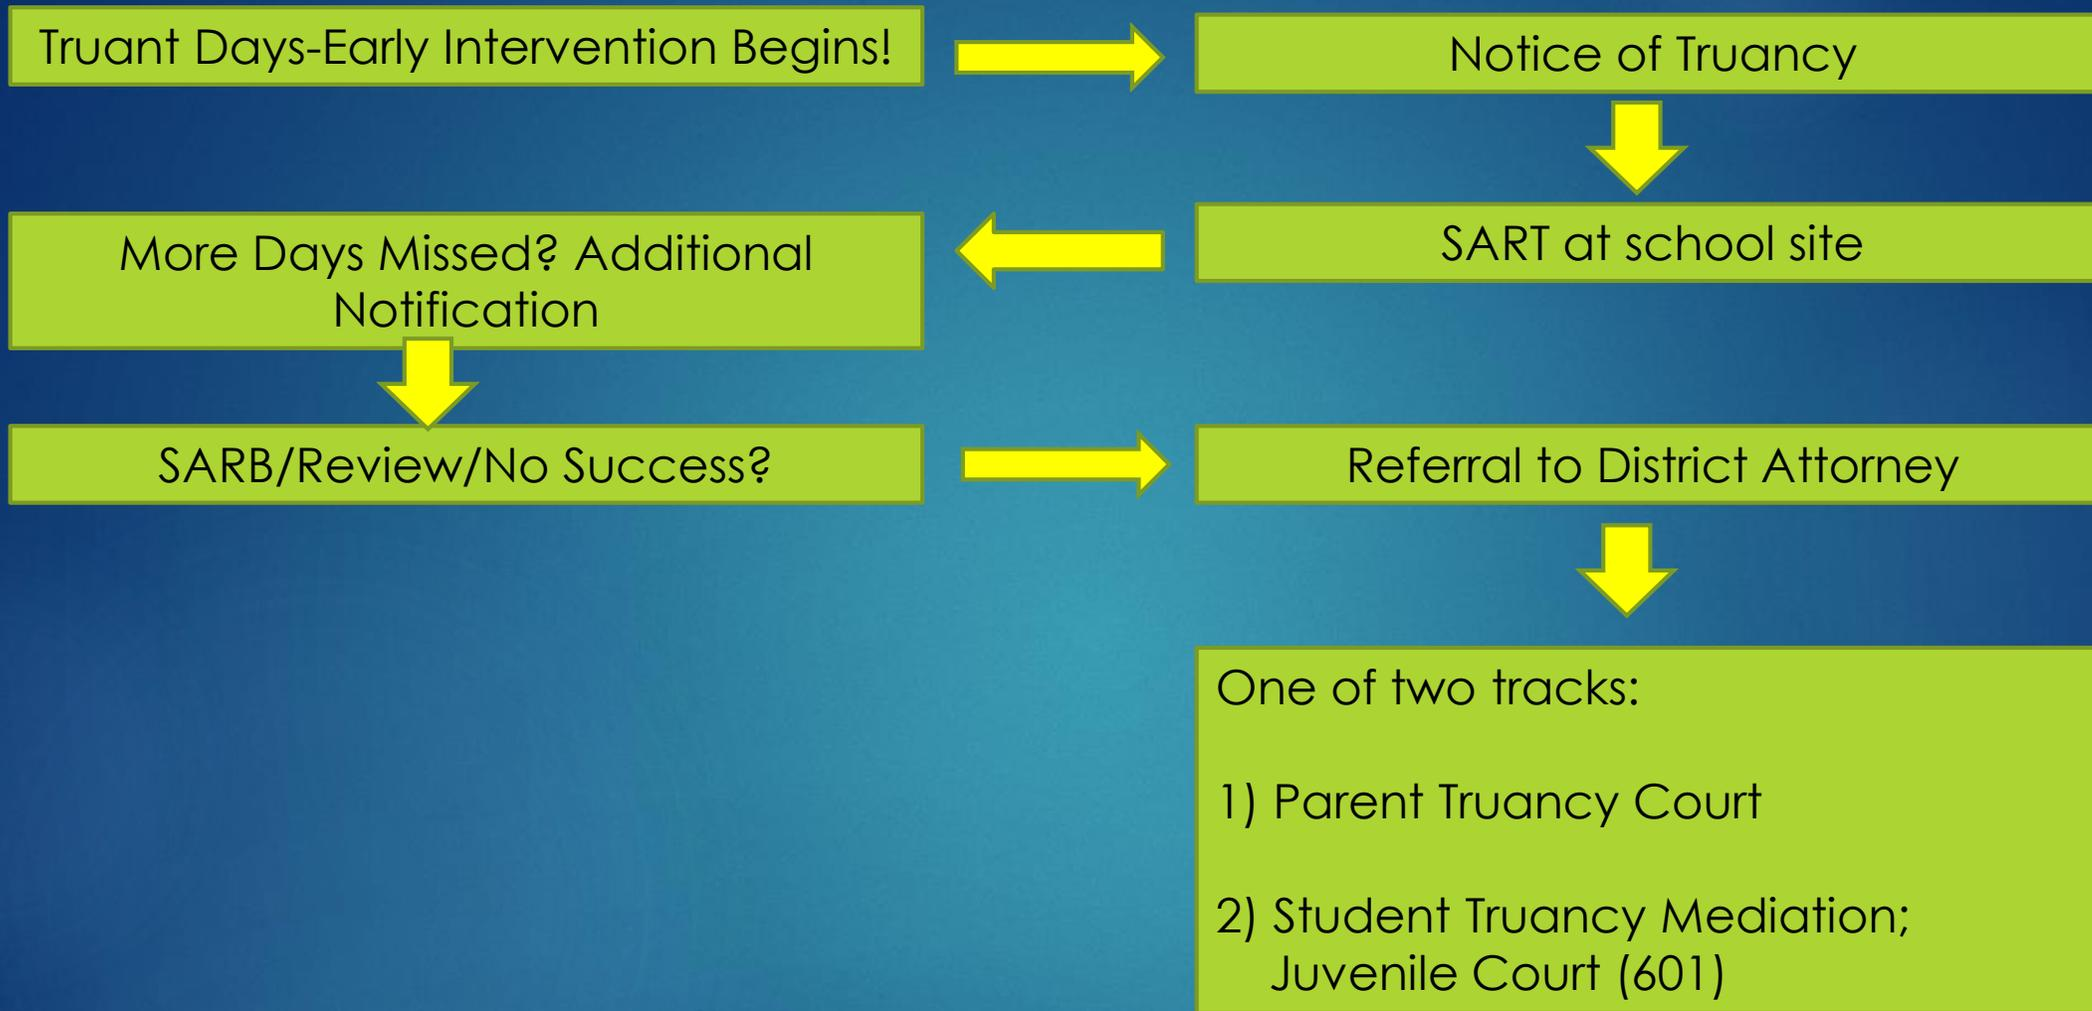 Truant Days-Early Intervention Begins!
Notice of Truancy
SART at school site
More Days Missed? Additional
Notification
SARB/Review/No Success?
Referral to District Attorney
One of two tracks:
1) Parent Truancy Court
2) Student Truancy Mediation;
Juvenile Court (601)